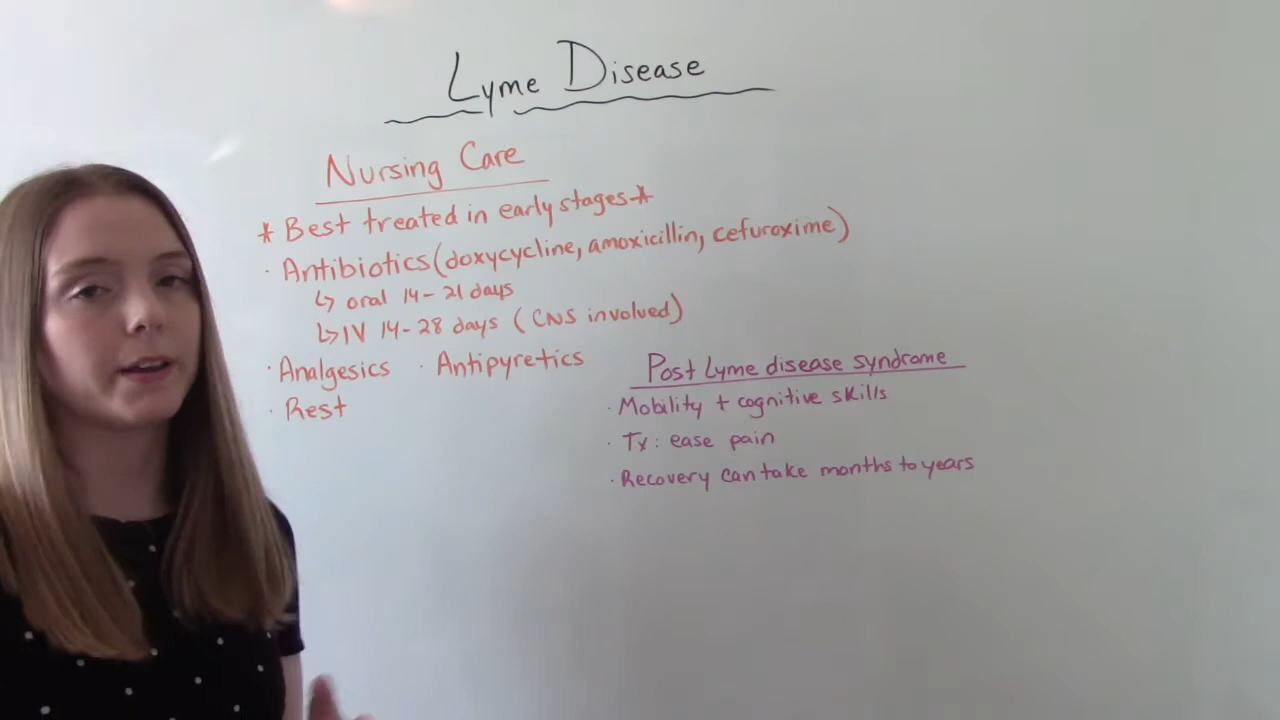 Lyme Disease
Nursing Care
*Best treated in early stages*
· Antibiotics (doxycycline, amoxicillin, cefuroxime)
↳ oral 14-21 days
↳ IV 14-28 days (CNS involved)
· Analgesics · Antipyretics
· Rest
Post Lyme disease syndrome
· Mobility + cognitive skills
· Tx: ease pain
· Recovery can take months to years